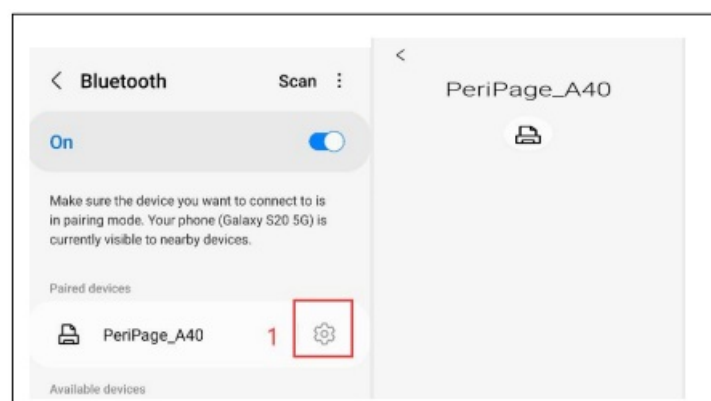 Bluetooth
Scan
On
Make sure the device you want to connect to is
in pairing mode. Your phone (Galaxy S20 5G) is
currently visible to nearby devices.
Paired devices
PeriPage_A40
1
Available devices
PeriPage_A40